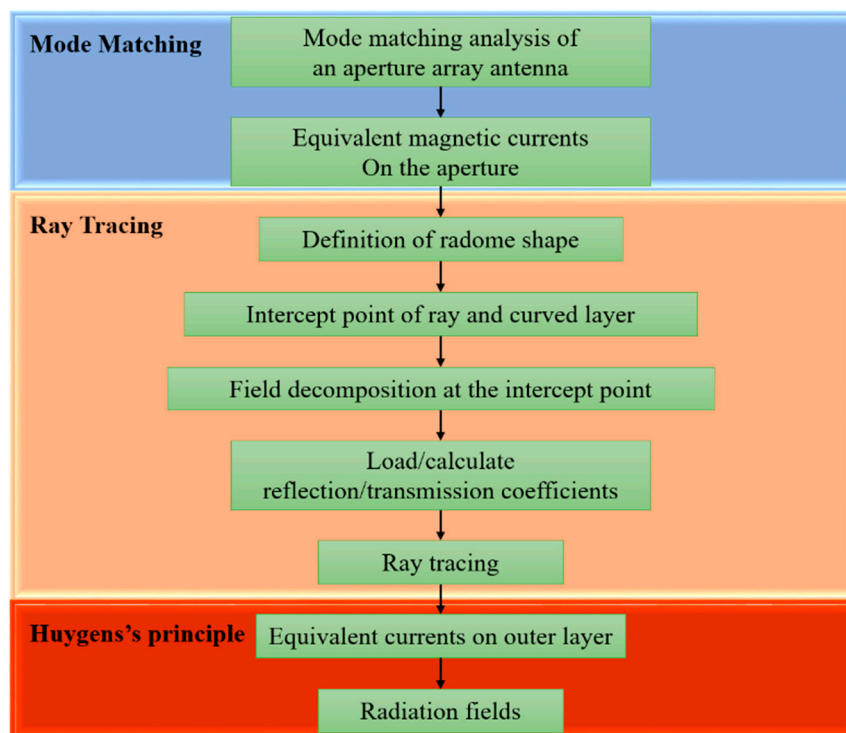 Mode Matching
Mode matching analysis of
an aperture array antenna
Equivalent magnetic currents
On the aperture
Ray Tracing
Definition of radome shape
Intercept point of ray and curved layer
Field decomposition at the intercept point
Load/calculate
reflection/transmission coefficients
Ray tracing
Huygens’s principle
Equivalent currents on outer layer
Radiation fields